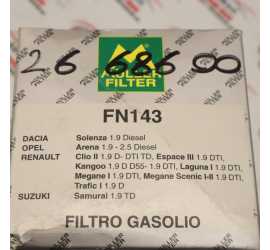 26 686 00
MULLER
FILTER
FN143
DACIA Solenza 1.9 Diesel
OPEL Arena 1.9 - 2.5 Diesel
RENAULT Clio II 1.9 D- DTI TD, Espace III 1.9 DTI,
Kangoo 1.9 D D55- 1.9 DTI, Laguna I 1.9 DTI,
Megane I 1.9 DTI, Megane Scenic I-II 1.9 DTI,
Trafic I 1.9 D
SUZUKI Samurai 1.9 TD
FILTRO GASOLIO